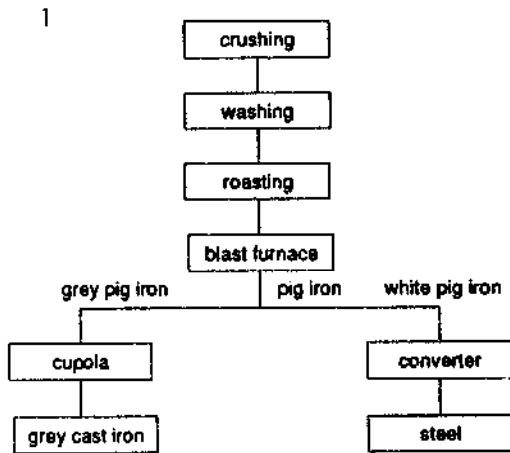 1
crushing
washing
roasting
blast furnace
grey pig iron pig iron white pig iron
cupola converter
grey cast iron steel